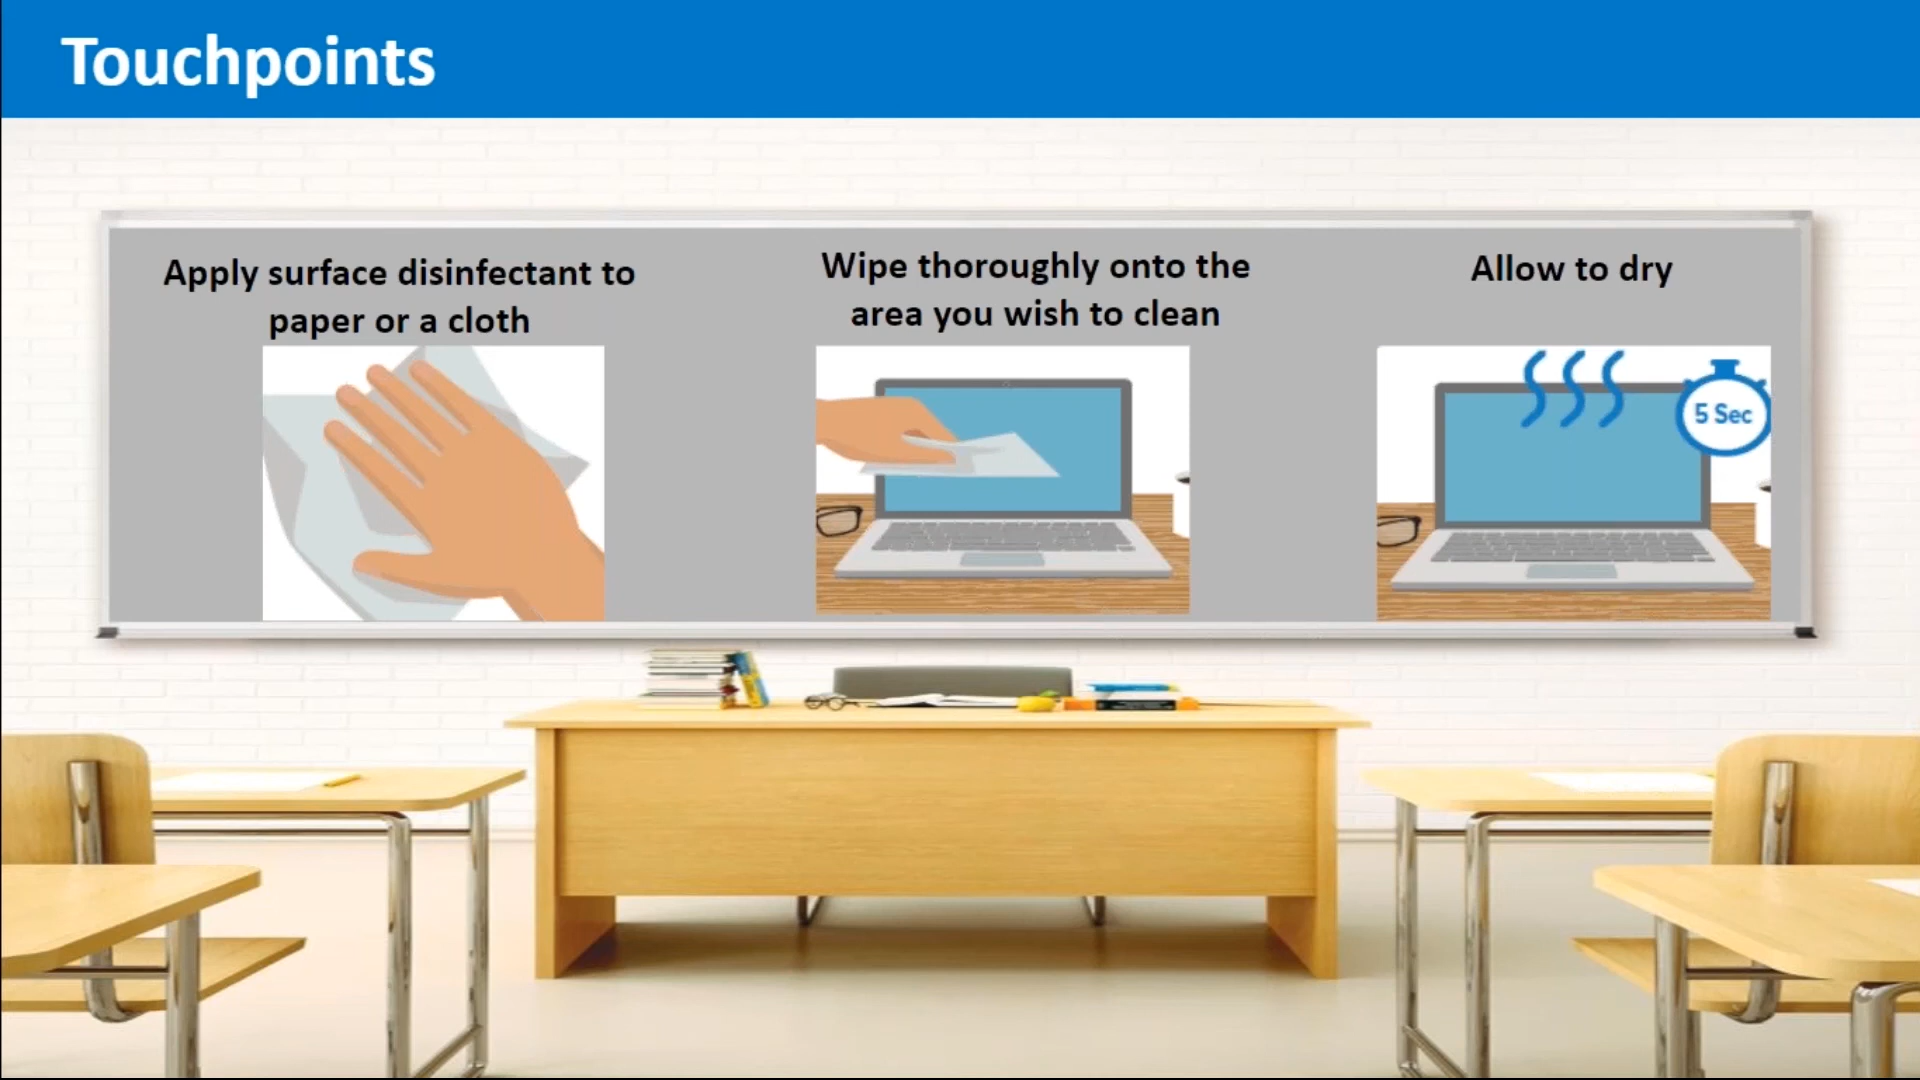 Touchpoints
Apply surface disinfectant to
paper or a cloth
Wipe thoroughly onto the
area you wish to clean
Allow to dry
5 Sec